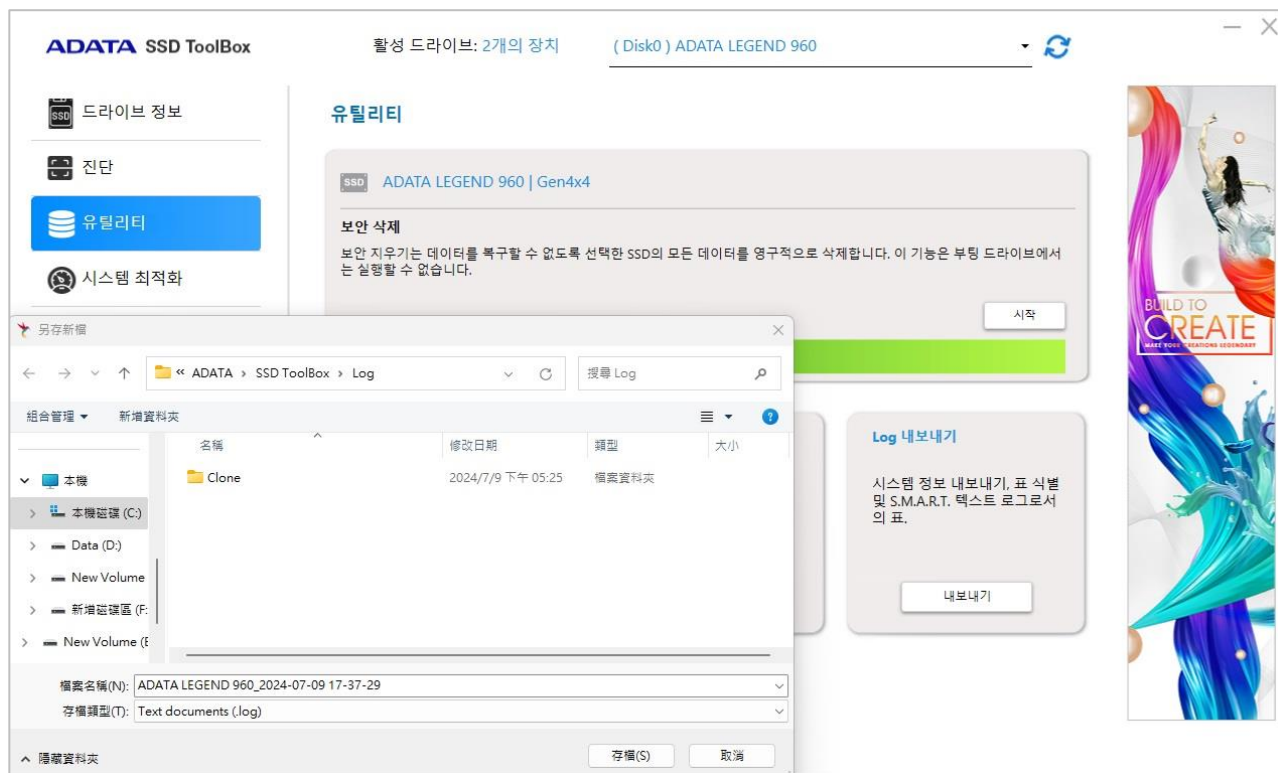 ADATA SSD ToolBox
활성 드라이브: 2개의 장치
( Disk0 ) ADATA LEGEND 960
SSD 드라이브 정보
진단
유틸리티
시스템 최적화
유틸리티
SSD ADATA LEGEND 960 | Gen4x4
보안 삭제
보안 지우기는 데이터를 복구할 수 없도록 선택한 SSD의 모든 데이터를 영구적으로 삭제합니다. 이 기능은 부팅 드라이브에서
는 실행할 수 없습니다.
시작
Log 내보내기
시스템 정보 내보내기, 표 식별
및 S.M.A.R.T. 텍스트 로그로서
의 표.
내보내기
BUILD TO
CREATE
MAKE YOUR CREATIONS LEGENDARY
另存新檔
« ADATA › SSD ToolBox › Log
搜尋 Log
組合管理 新增資料夾
名稱 修改日期 類型 大小
Clone 2024/7/9 下午 05:25 檔案資料夾
本機
本機磁碟 (C:)
Data (D:)
New Volume
新增磁碟區 (F:
New Volume (E
檔案名稱(N): ADATA LEGEND 960_2024-07-09 17-37-29
存檔類型(T): Text documents (.log)
隱藏資料夾
存檔(S)
取消